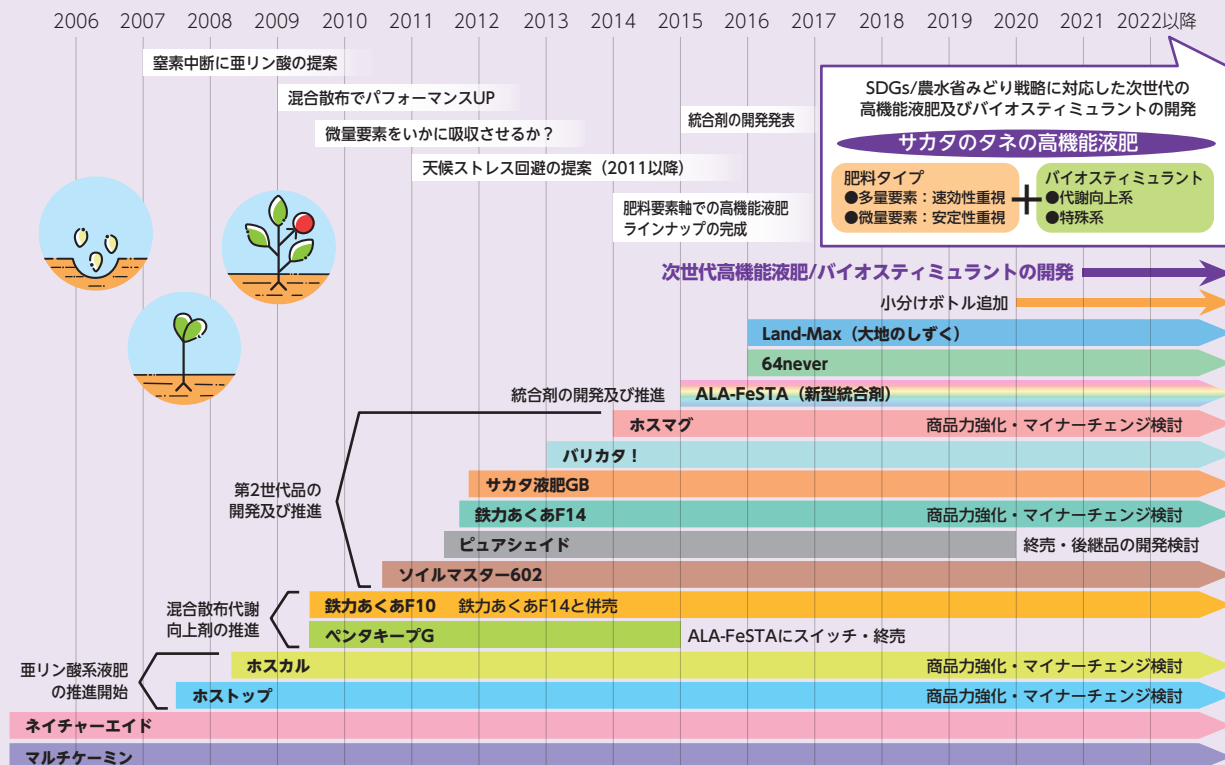 2006 2007 2008 2009 2010 2011 2012 2013 2014 2015 2016 2017 2018 2019 2020 2021 2022以降
窒素中断に亜リン酸の提案
混合散布でパフォーマンスUP
微量要素をいかに吸収させるか？
統合剤の開発発表
天候ストレス回避の提案（2011以降）
肥料要素軸での高機能液肥
ラインナップの完成
SDGs/農水省みどり戦略に対応した次世代の
高機能液肥及びバイオスティミュラントの開発
サカタのタネの高機能液肥
肥料タイプ
●多量要素：速効性重視
●微量要素：安定性重視
＋
バイオスティミュラント
●代謝向上系
●特殊系
次世代高機能液肥/バイオスティミュラントの開発
小分けボトル追加
Land-Max（大地のしずく）
64never
統合剤の開発及び推進 ALA-FeSTA（新型統合剤）
ホスマグ 商品力強化・マイナーチェンジ検討
バリカタ！
第2世代品の
開発及び推進
サカタ液肥GB
鉄力あくあF14 商品力強化・マイナーチェンジ検討
ピュアシェイド 終売・後継品の開発検討
ソイルマスター602
混合散布代謝
向上剤の推進
鉄力あくあF10 鉄力あくあF14と併売
ペンタキープG ALA-FeSTAにスイッチ・終売
亜リン酸系液肥
の推進開始
ホスカル 商品力強化・マイナーチェンジ検討
ホストップ 商品力強化・マイナーチェンジ検討
ネイチャーエイド
マルチケーミン